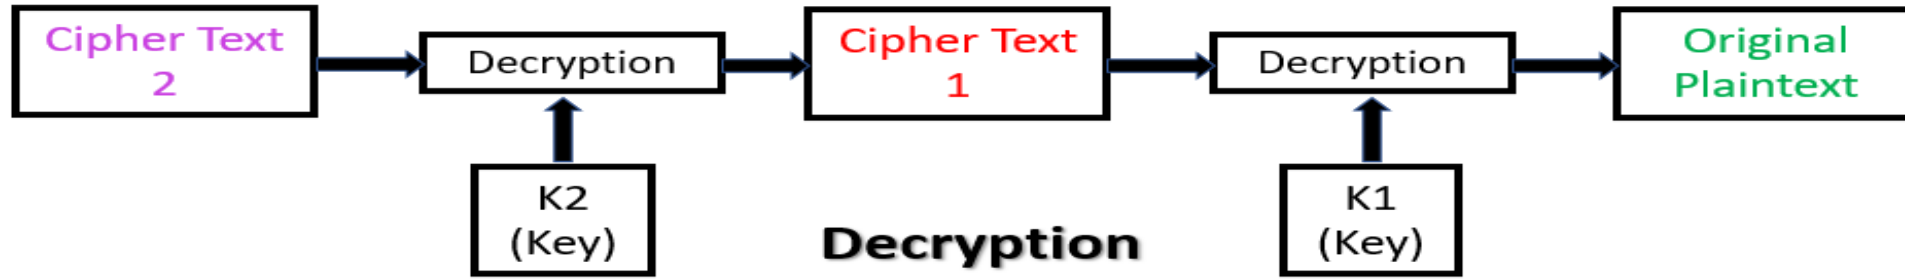 Cipher Text
2
Decryption
Cipher Text
1
Decryption
Original
Plaintext
K2
(Key)
Decryption
K1
(Key)